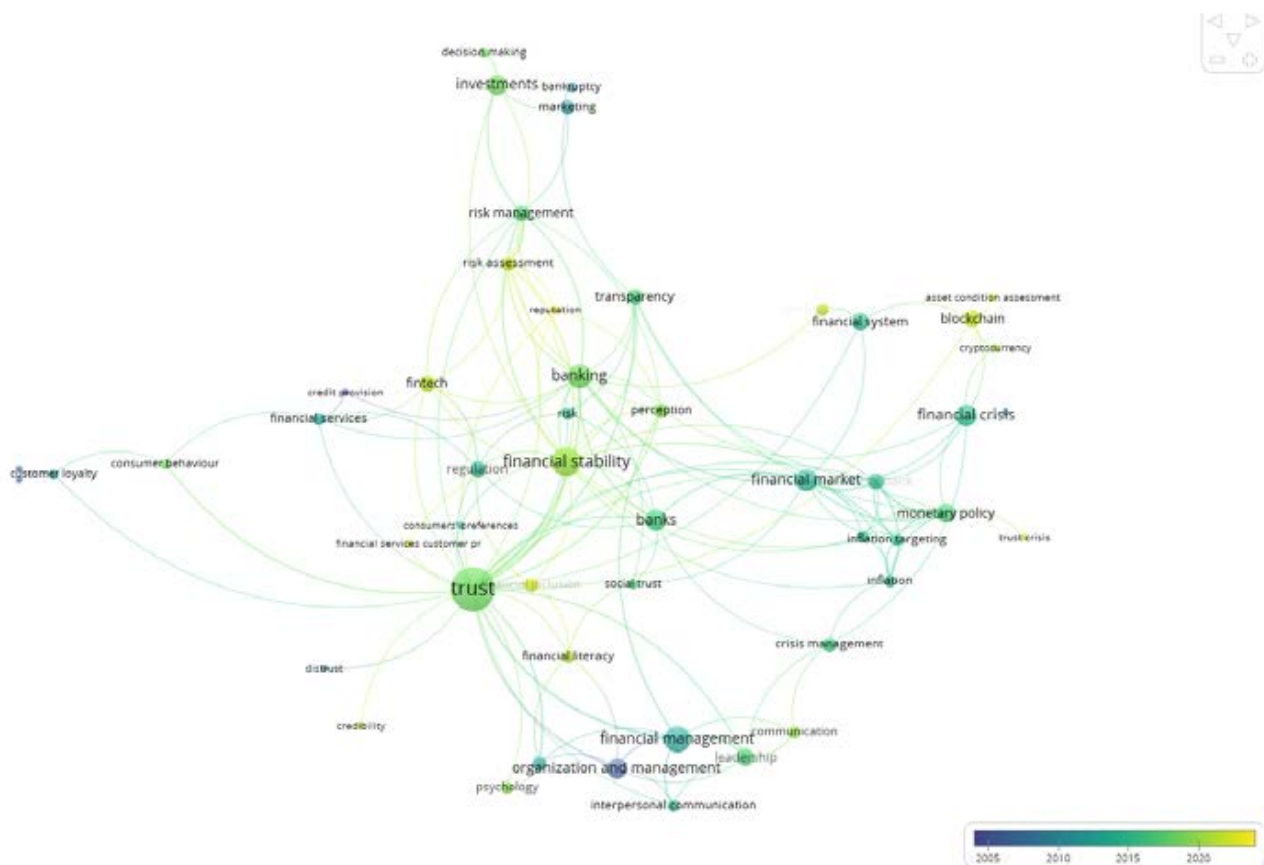 decision making
investments
bankruptcy
marketing
risk management
risk assessment
transparency
reputation
asset condition assessment
financial system
blockchain
cryptocurrency
banking
fintech
credit provision
financial services
risk
perception
financial crisis
customer loyalty
consumer behaviour
financial stability
regulation
financial market
banks
monetary policy
consumers preferences
inflation targeting
trust crisis
financial services customer pr
trust
inclusion
social trust
inflation
crisis management
financial literacy
distrust
credibility
financial management
communication
leadership
organization and management
psychology
interpersonal communication
2005
2010
2015
2020